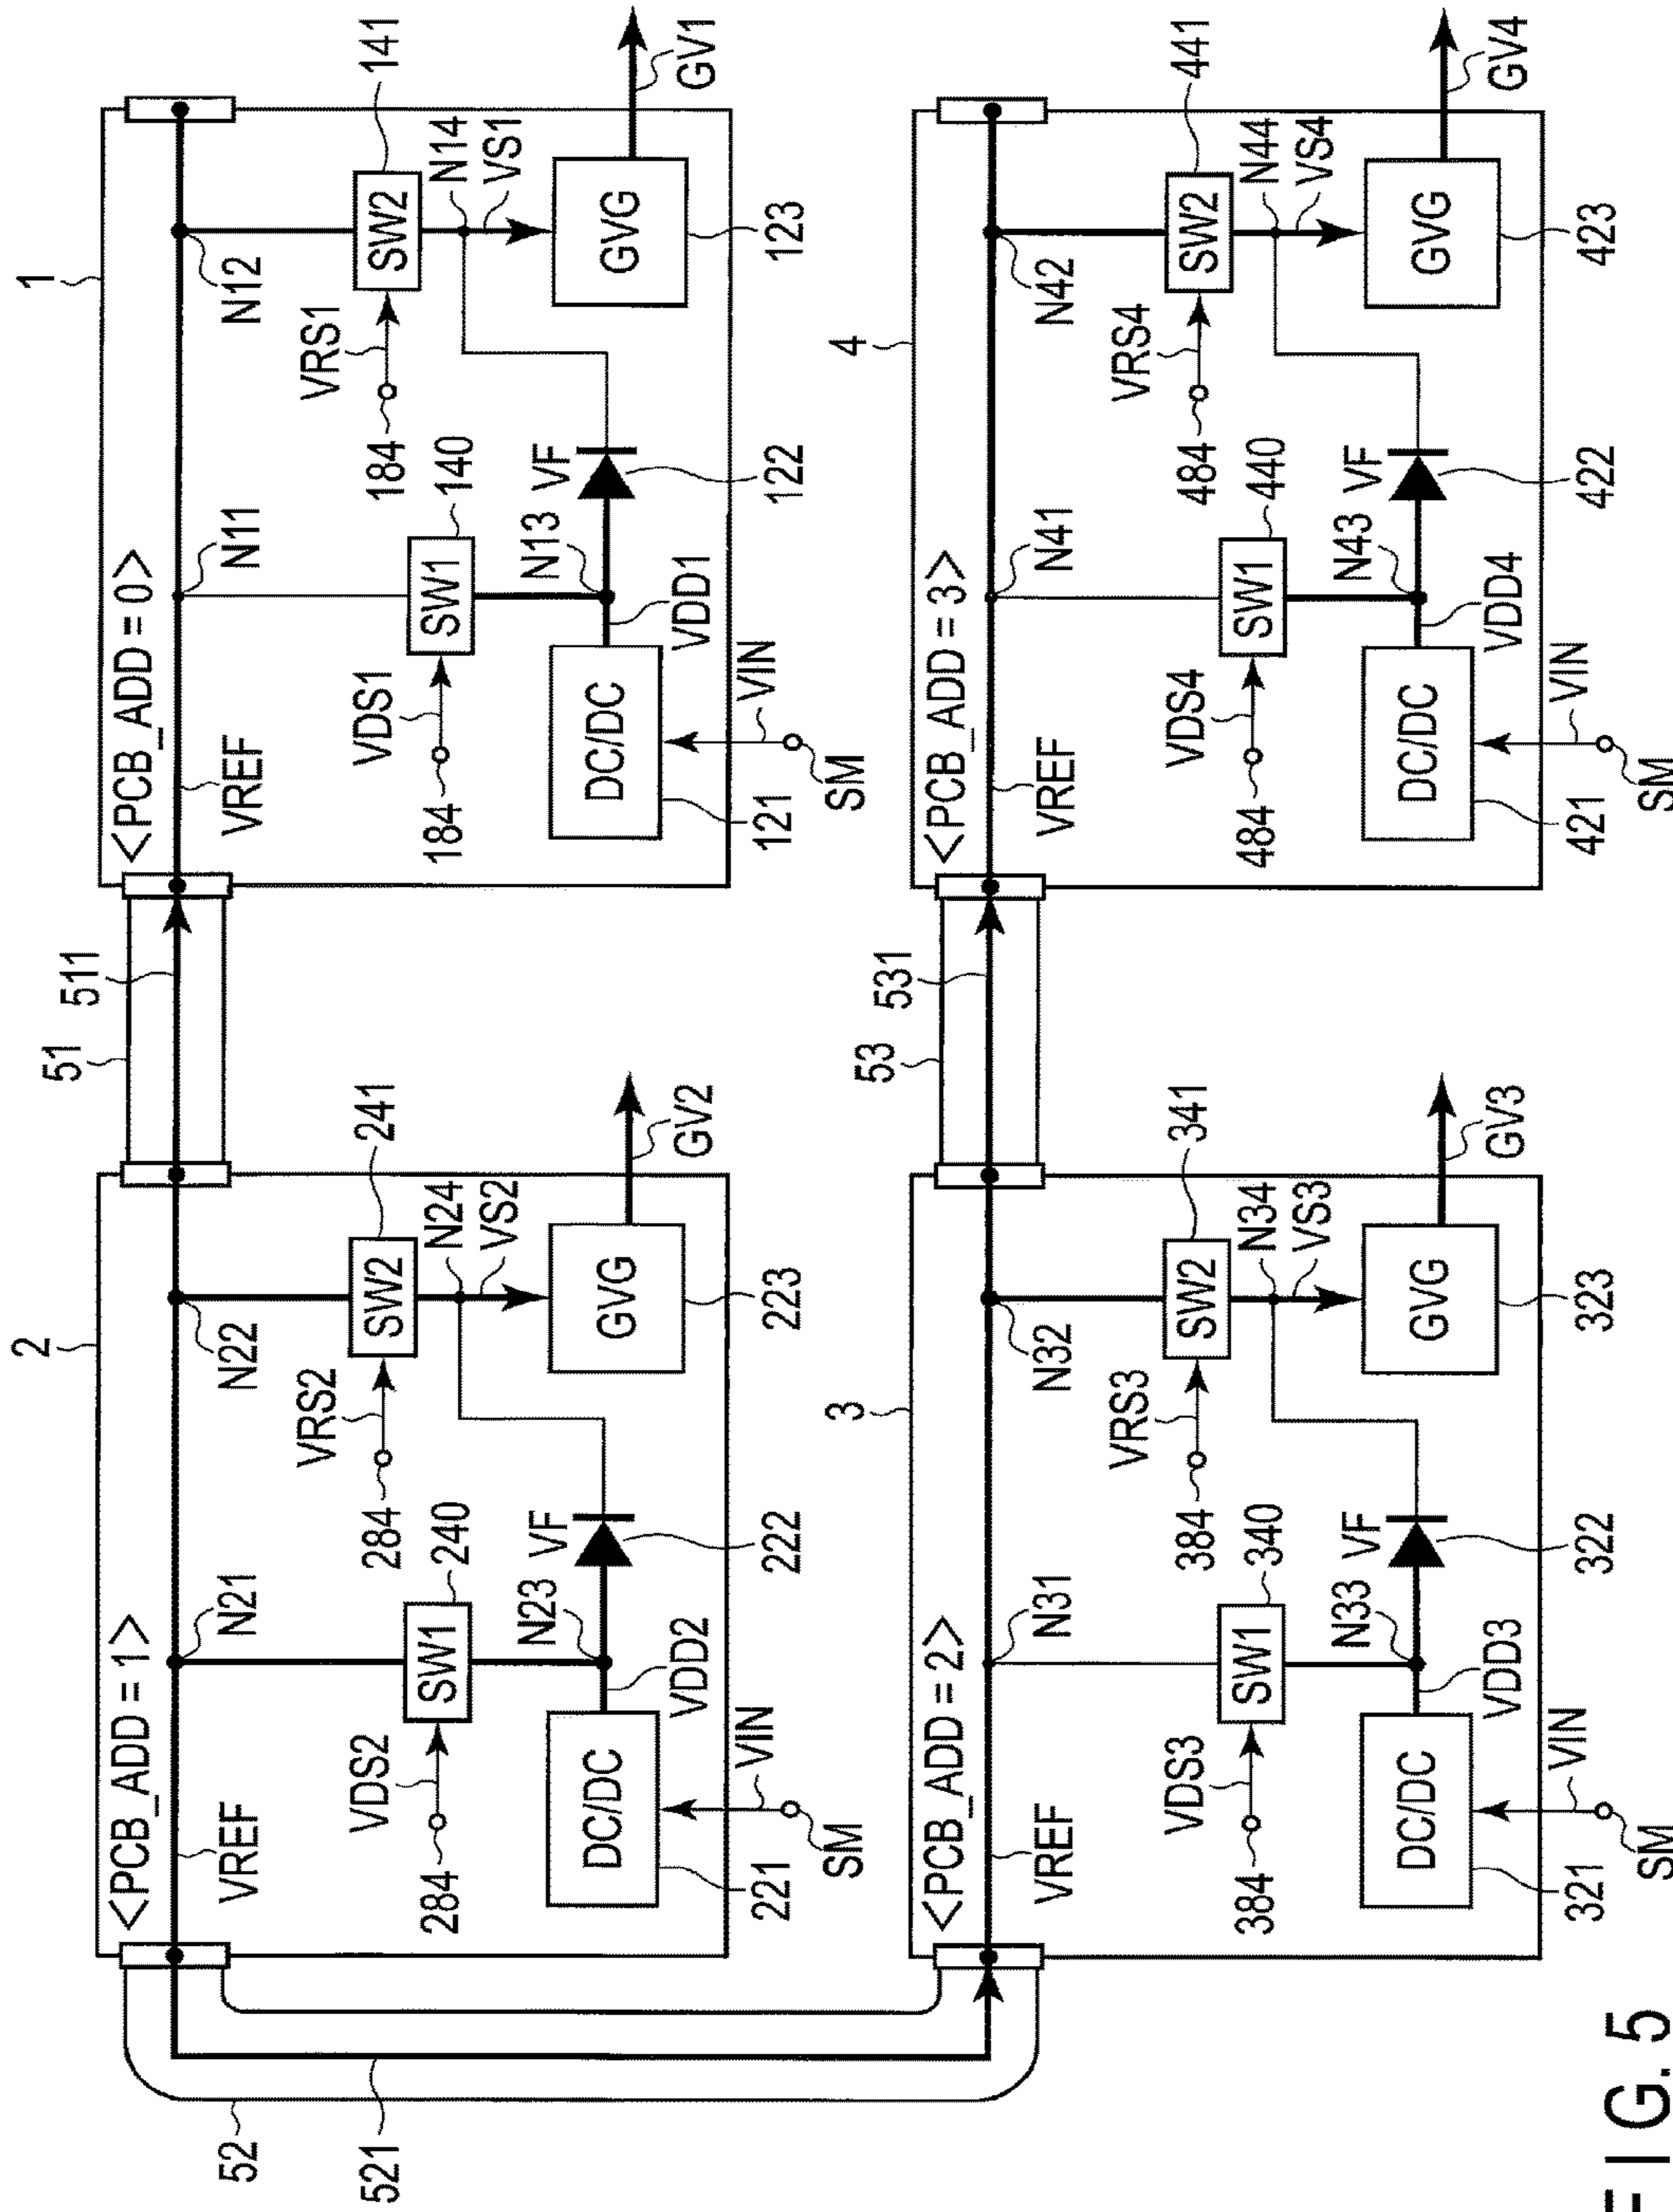 1
<PCB_ADD = 0>
VREF
N11
N12
VDS1
184
SW1
140
VRS1
184
SW2
141
N14
VS1
N13
VF
122
DC/DC
121
VDD1
VIN
SM
GVG
123
GV1
51
511
2
<PCB_ADD = 1>
VREF
N21
N22
VDS2
284
SW1
240
VRS2
284
SW2
241
N24
VS2
N23
VF
222
DC/DC
221
VDD2
VIN
SM
GVG
223
GV2
52
521
3
<PCB_ADD = 2>
VREF
N31
N32
VDS3
384
SW1
340
VRS3
384
SW2
341
N34
VS3
N33
VF
322
DC/DC
321
VDD3
VIN
SM
GVG
323
GV3
53
531
4
<PCB_ADD = 3>
VREF
N41
N42
VDS4
484
SW1
440
VRS4
484
SW2
441
N44
VS4
N43
VF
422
DC/DC
421
VDD4
VIN
SM
GVG
423
GV4
FIG. 5